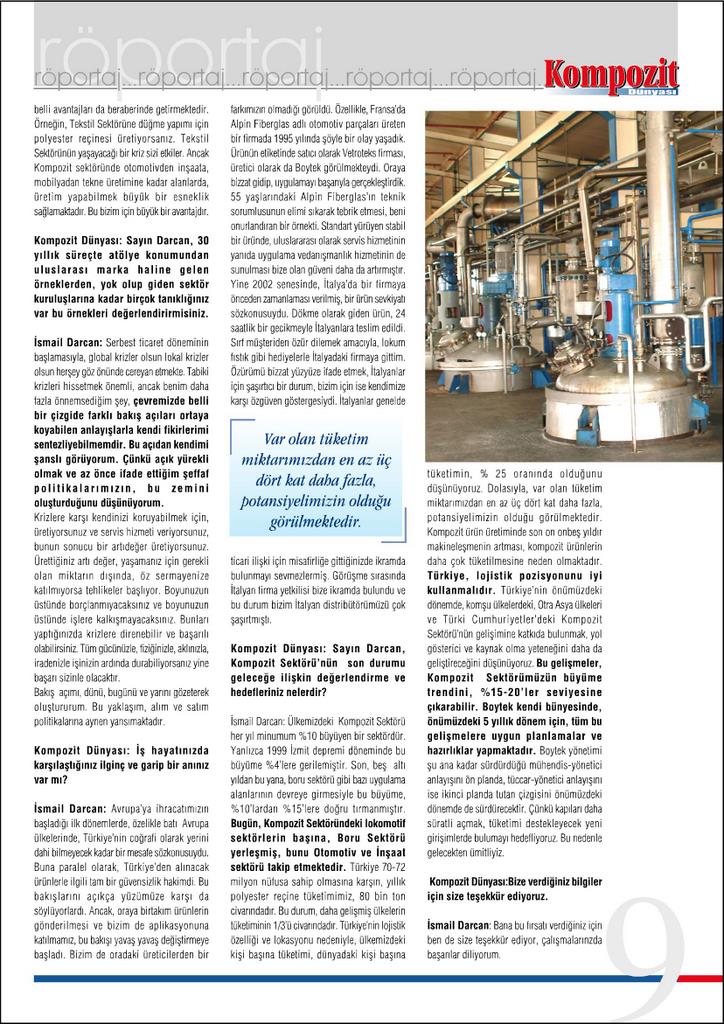 röportaj
röportaj...röportaj...röportaj...röportaj...röportaj.
Kompozit
Dünyası
belli avantajları da beraberinde getirmektedir.
Örneğin, Tekstil Sektörüne düğme yapımı için
polyester reçinesi üretiyorsanız. Tekstil
Sektörünün yaşayacağı bir kriz sizi etkiler. Ancak
Kompozit sektöründe otomotivden inşaata,
mobilyadan tekne üretimine kadar alanlarda,
üretim yapabilmek büyük bir esneklik
sağlamaktadır. Bu bizim için büyük bir avantajdır.
Kompozit Dünyası: Sayın Darcan, 30
yıllık süreçte atölye konumundan
uluslarası marka haline gelen
örneklerden, yok olup giden sektör
kuruluşlarına kadar birçok tanıklığınız
var bu örnekleri değerlendirirmisiniz.
İsmail Darcan: Serbest ticaret döneminin
başlamasıyla, global krizler olsun lokal krizler
olsun herşey göz önünde cereyan etmekte. Tabiki
krizleri hissetmek önemli, ancak benim daha
fazla önnemsediğim şey, çevremizde belli
bir çizgide farklı bakış açıları ortaya
koyabilen anlayışlarla kendi fikirlerimi
sentezliyebilmemdir. Bu açıdan kendimi
şanslı görüyorum. Çünkü açık yürekli
olmak ve az önce ifade ettiğim şeffaf
politikalarımızın, bu zemini
oluşturduğunu düşünüyorum.
Krizlere karşı kendinizi koruyabilmek için,
üretiyorsunuz ve servis hizmeti veriyorsunuz,
bunun sonucu bir artıdeğer üretiyorsunuz.
Ürettiğiniz artı değer, yaşamanız için gerekli
olan miktarın dışında, öz sermayenize
katılmıyorsa tehlikeler başlıyor. Boyunuzun
üstünde borçlanmıyacaksınız ve boyunuzun
üstünde işlere kalkışmayacaksınız. Bunları
yaptığınızda krizlere direnebilir ve başarılı
olabilirsiniz. Tüm gücünüzle, fiziğinizle, aklınızla,
iradenizle işinizin ardında durabiliyorsanız yine
başarı sizinle olacaktır.
Bakış açımı, dünü, bugünü ve yarını gözeterek
oluştururum. Bu yaklaşım, alım ve satım
politikalarına aynen yansımaktadır.
Kompozit Dünyası: İş hayatınızda
karşılaştığınız ilginç ve garip bir anınız
var mı?
İsmail Darcan: Avrupa'ya ihracatımızın
başladığı ilk dönemlerde, özelikle batı Avrupa
ülkelerinde, Türkiye'nin coğrafi olarak yerini
dahi bilmeyecek kadar bir mesafe sözkonusuydu.
Buna paralel olarak, Türkiye'den alınacak
ürünlerle ilgili tam bir güvensizlik hakimdi. Bu
bakışlarını açıkça yüzümüze karşı da
söylüyorlardı. Ancak, oraya birtakım ürünlerin
gönderilmesi ve bizim de aplikasyonuna
katılmamız, bu bakışı yavaş yavaş değiştirmeye
başladı. Bizim de oradaki üreticilerden bir
farkımızın olmadığı görüldü. Özellikle, Fransa'da
Alpin Fiberglas adlı otomotiv parçaları üreten
bir firmada 1995 yılında şöyle bir olay yaşadık.
Ürünün etiketinde satıcı olarak Vetroteks firması,
üretici olarak da Boytek görülmekteydi. Oraya
bizzat gidip, uygulamayı başarıyla gerçekleştirdik.
55 yaşlarındaki Alpin Fiberglas'ın teknik
sorumlusunun elimi sıkarak tebrik etmesi, beni
onurlandıran bir örnekti. Standart yürüyen stabil
bir üründe, uluslararası olarak servis hizmetinin
yanıda uygulama vedanışmanlık hizmetinin de
sunulması bize olan güveni daha da artırmıştır.
Yine 2002 senesinde, İtalya'da bir firmaya
önceden zamanlaması verilmiş, bir ürün sevkiyatı
sözkonusuydu. Dökme olarak giden ürün, 24
saatlik bir gecikmeyle İtalyanlara teslim edildi.
Sırf müşteriden özür dilemek amacıyla, lokum
fıstık gibi hediyelerle İtalyadaki firmaya gittim.
Özürümü bizzat yüzyüze ifade etmek, İtalyanlar
için şaşırtıcı bir durum, bizim için ise kendimize
karşı özgüven göstergesiydi. İtalyanlar genelde
Var olan tüketim
miktarımızdan en az üç
dört kat daha fazla,
potansiyelimizin olduğu
görülmektedir.
ticari ilişki için misafirliğe gittiğinizde ikramda
bulunmayı sevmezlermiş. Görüşme sırasında
İtalyan firma yetkilisi bize ikramda bulundu ve
bu durum bizim İtalyan distribütörümüzü çok
şaşırtmıştı.
Kompozit Dünyası: Sayın Darcan,
Kompozit Sektörü'nün son durumu
geleceğe ilişkin değerlendirme ve
hedefleriniz nelerdir?
İsmail Darcan: Ülkemizdeki Kompozit Sektörü
her yıl minumum %10 büyüyen bir sektördür.
Yanlızca 1999 İzmit depremi döneminde bu
büyüme %4'lere gerilemiştir. Son, beş altı
yıldan bu yana, boru sektörü gibi bazı uygulama
alanlarının devreye girmesiyle bu büyüme,
%10'lardan %15'lere doğru tırmanmıştır.
Bugün, Kompozit Sektöründeki lokomotif
sektörlerin başına, Boru Sektörü
yerleşmiş, bunu Otomotiv ve İnşaat
sektörü takip etmektedir. Türkiye 70-72
milyon nüfusa sahip olmasına karşın, yıllık
polyester reçine tüketimimiz, 80 bin ton
civarındadır. Bu durum, daha gelişmiş ülkelerin
tüketiminin 1/3'ü civarındadır. Türkiye'nin lojistik
özelliği ve lokasyonu nedeniyle, ülkemizdeki
kişi başına tüketimi, dünyadaki kişi başına
tüketimin, % 25 oranında olduğunu
düşünüyoruz. Dolasıyla, var olan tüketim
miktarımızdan en az üç dört kat daha fazla,
potansiyelimizin olduğu görülmektedir.
Kompozit ürün üretiminde son on onbeş yıldır
makineleşmenin artması, kompozit ürünlerin
daha çok tüketilmesine neden olmaktadır.
Türkiye, lojistik pozisyonunu iyi
kullanmalıdır. Türkiye'nin önümüzdeki
dönemde, komşu ülkelerdeki, Otra Asya ülkeleri
ve Türki Cumhuriyetler'deki Kompozit
Sektörü'nün gelişimine katkıda bulunmak, yol
gösterici ve kaynak olma yeteneğini daha da
geliştireceğini düşünüyoruz. Bu gelişmeler,
Kompozit Sektörümüzün büyüme
trendini, %15-20'ler seviyesine
çıkarabilir. Boytek kendi bünyesinde,
önümüzdeki 5 yıllık dönem için, tüm bu
gelişmelere uygun planlamalar ve
hazırlıklar yapmaktadır. Boytek yönetimi
şu ana kadar sürdürdüğü mühendis-yönetici
anlayışını ön planda, tüccar-yönetici anlayışını
ise ikinci planda tutan çizgisini önümüzdeki
dönemde de sürdürecektir. Çünkü kapıları daha
süratli açmak, tüketimi destekleyecek yeni
girişimlerde bulumayı hedefliyoruz. Bu nedenle
gelecekten ümitliyiz.
Kompozit Dünyası:Bize verdiğiniz bilgiler
için size teşekkür ediyoruz.
İsmail Darcan: Bana bu fırsatı verdiğiniz için
ben de size teşekkür ediyor, çalışmalarınızda
başarılar diliyorum.
9